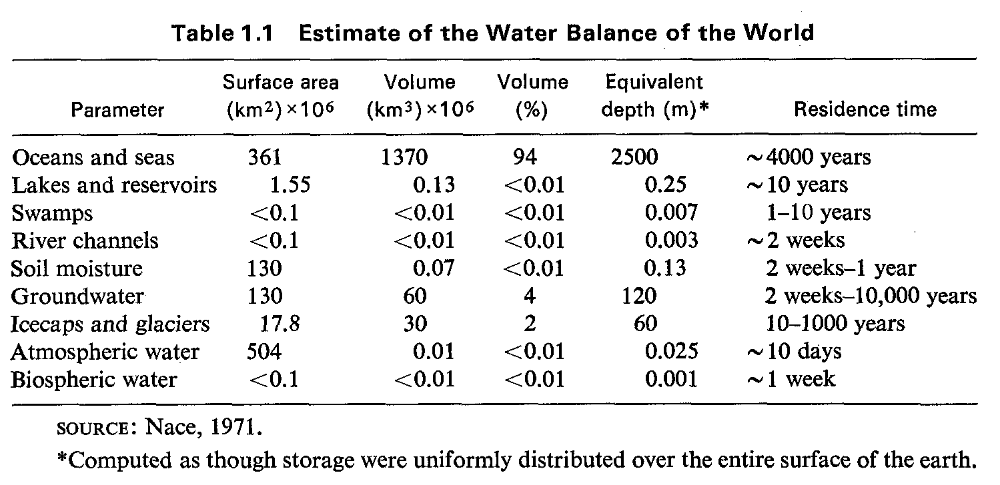 Table 1.1 Estimate of the Water Balance of the World
Surface area Volume Volume Equivalent
Parameter (km2)×10⁶ (km3)×10⁶ (%) depth (m)* Residence time
Oceans and seas 361 1370 94 2500 ~4000 years
Lakes and reservoirs 1.55 0.13 <0.01 0.25 ~10 years
Swamps <0.1 <0.01 <0.01 0.007 1–10 years
River channels <0.1 <0.01 <0.01 0.003 ~2 weeks
Soil moisture 130 0.07 <0.01 0.13 2 weeks–1 year
Groundwater 130 60 4 120 2 weeks–10,000 years
Icecaps and glaciers 17.8 30 2 60 10–1000 years
Atmospheric water 504 0.01 <0.01 0.025 ~10 days
Biospheric water <0.1 <0.01 <0.01 0.001 ~1 week
SOURCE: Nace, 1971.
*Computed as though storage were uniformly distributed over the entire surface of the earth.